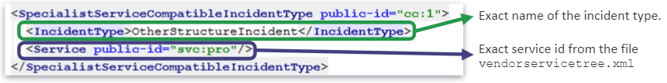 <SpecialistServiceCompatibleIncidentType public-id="cc:1">
<IncidentType>OtherStructureIncident</IncidentType>
<Service public-id="svc:pro"/>
</SpecialistServiceCompatibleIncidentType>
Exact name of the incident type.
Exact service id from the file
vendorservicetree.xml